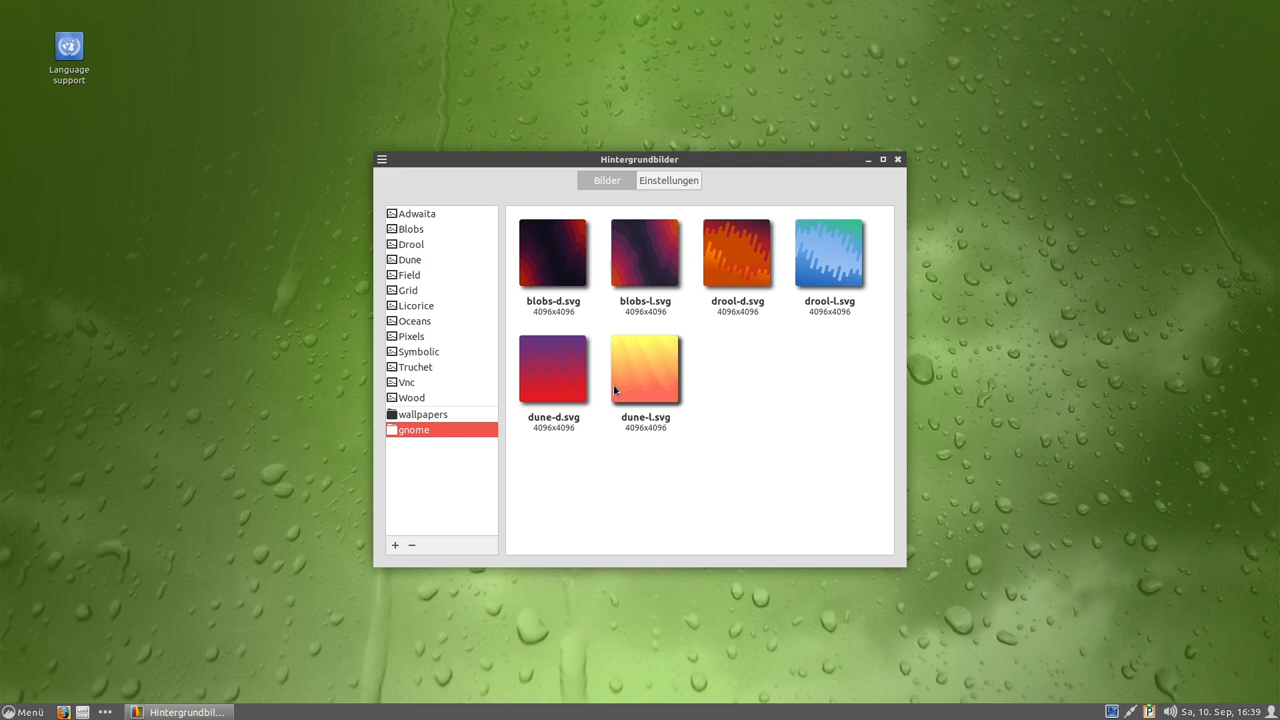 Language
support
Hintergrundbilder
Bilder
Einstellungen
Adwaita
Blobs
Drool
Dune
Field
Grid
Licorice
Oceans
Pixels
Symbolic
Truchet
Vnc
Wood
wallpapers
gnome
blobs-d.svg
4096x4096
blobs-l.svg
4096x4096
drool-d.svg
4096x4096
drool-l.svg
4096x4096
dune-d.svg
4096x4096
dune-l.svg
4096x4096
Menü
Hintergrundbil...
Sa, 10. Sep, 16:39